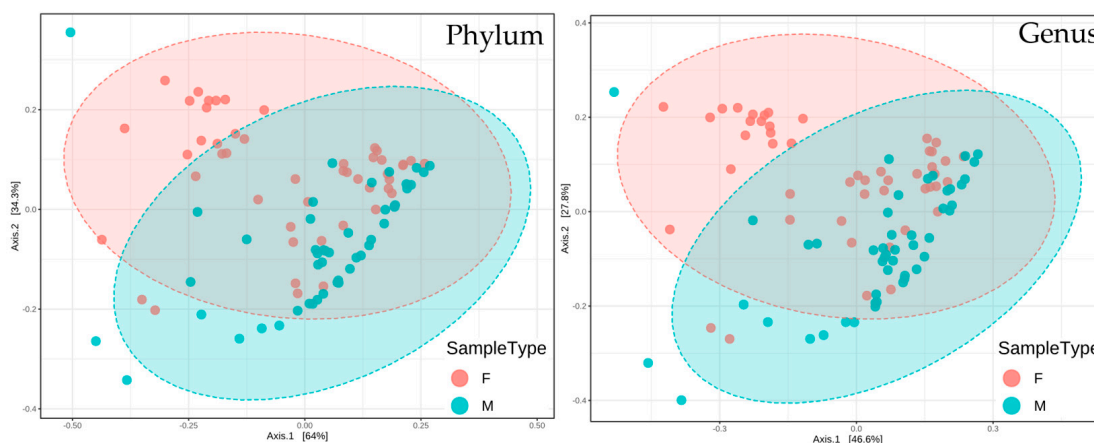 Phylum
0.2
0.0
-0.2
-0.4
Axis.2 [34.3%]
-0.50
-0.25
0.00
0.25
0.50
Axis.1 [64%]
SampleType
F
M
Genus
0.4
0.2
0.0
-0.2
-0.4
Axis.2 [27.8%]
-0.3
0.0
0.3
Axis.1 [46.6%]
SampleType
F
M